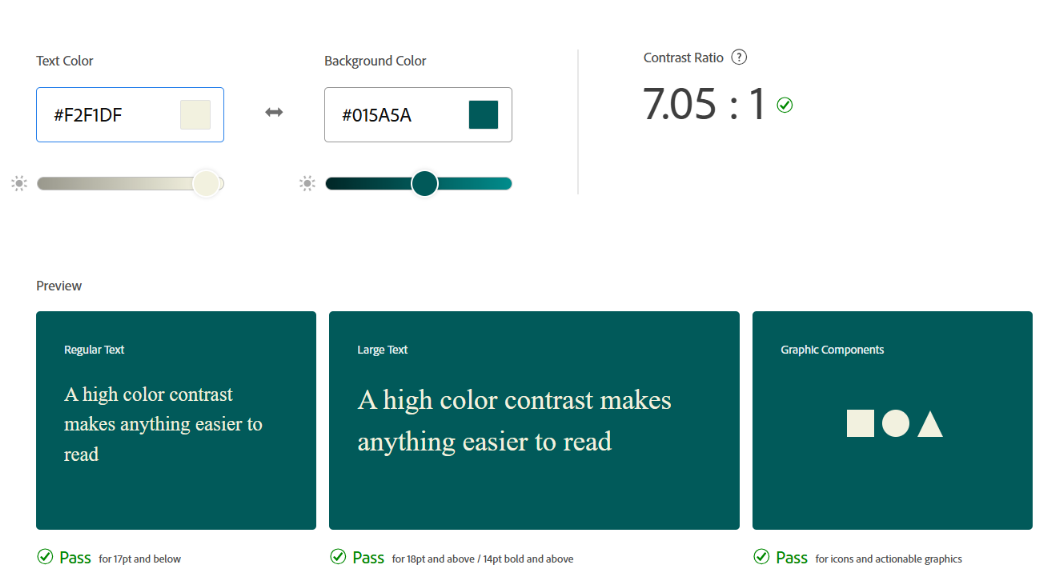 Text Color
Background Color
Contrast Ratio ?
#F2F1DF
#015A5A
7.05 : 1
Preview
Regular Text
A high color contrast
makes anything easier to
read
Large Text
A high color contrast makes
anything easier to read
Graphic Components
Pass for 17pt and below
Pass for 18pt and above / 14pt bold and above
Pass for icons and actionable graphics